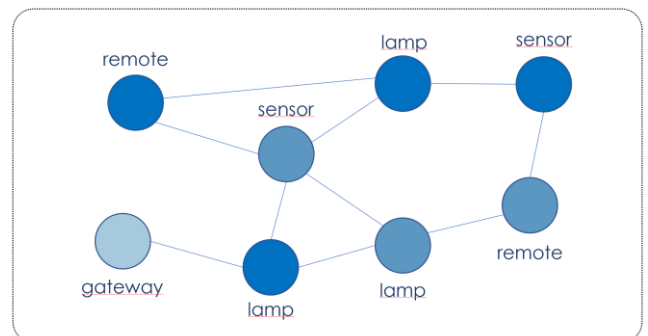 remote
lamp
sensor
sensor
gateway
lamp
lamp
remote